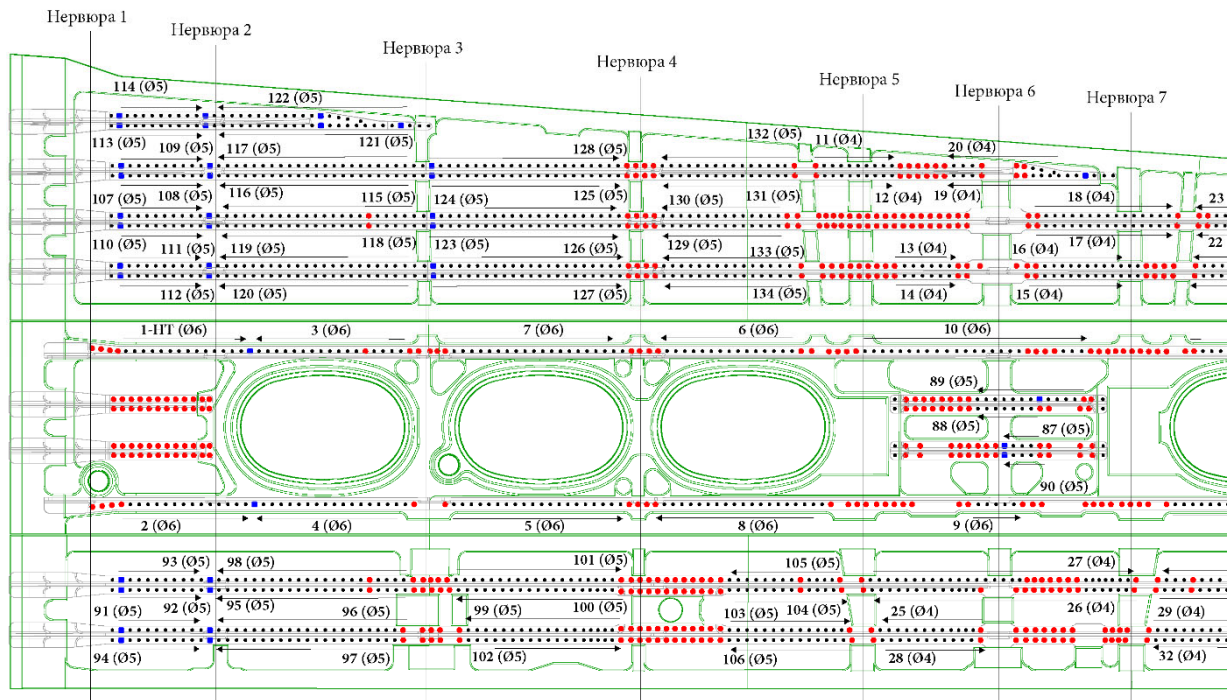 Нервюра 1
Нервюра 2
Нервюра 3
Нервюра 4
Нервюра 5
Нервюра 6
Нервюра 7
114 (Ø5) 122 (Ø5)
132 (Ø5) 11 (Ø4) 20 (Ø4)
113 (Ø5) 109 (Ø5) 117 (Ø5) 121 (Ø5) 128 (Ø5)
107 (Ø5) 108 (Ø5) 116 (Ø5) 115 (Ø5) 124 (Ø5) 125 (Ø5) 130 (Ø5) 131 (Ø5) 12 (Ø4) 19 (Ø4) 18 (Ø4) 23
110 (Ø5) 111 (Ø5) 119 (Ø5) 118 (Ø5) 123 (Ø5) 126 (Ø5) 129 (Ø5) 133 (Ø5) 13 (Ø4) 16 (Ø4) 17 (Ø4) 22
112 (Ø5) 120 (Ø5) 127 (Ø5) 134 (Ø5) 14 (Ø4) 15 (Ø4)
1-НТ (Ø6) 3 (Ø6) 7 (Ø6) 6 (Ø6) 10 (Ø6)
89 (Ø5)
88 (Ø5) 87 (Ø5)
90 (Ø5)
2 (Ø6) 4 (Ø6) 5 (Ø6) 8 (Ø6) 9 (Ø6)
93 (Ø5) 98 (Ø5) 101 (Ø5) 105 (Ø5) 27 (Ø4)
91 (Ø5) 92 (Ø5) 95 (Ø5) 96 (Ø5) 99 (Ø5) 100 (Ø5) 103 (Ø5) 104 (Ø5) 25 (Ø4) 26 (Ø4) 29 (Ø4)
94 (Ø5) 97 (Ø5) 102 (Ø5) 106 (Ø5) 28 (Ø4) 32 (Ø4)